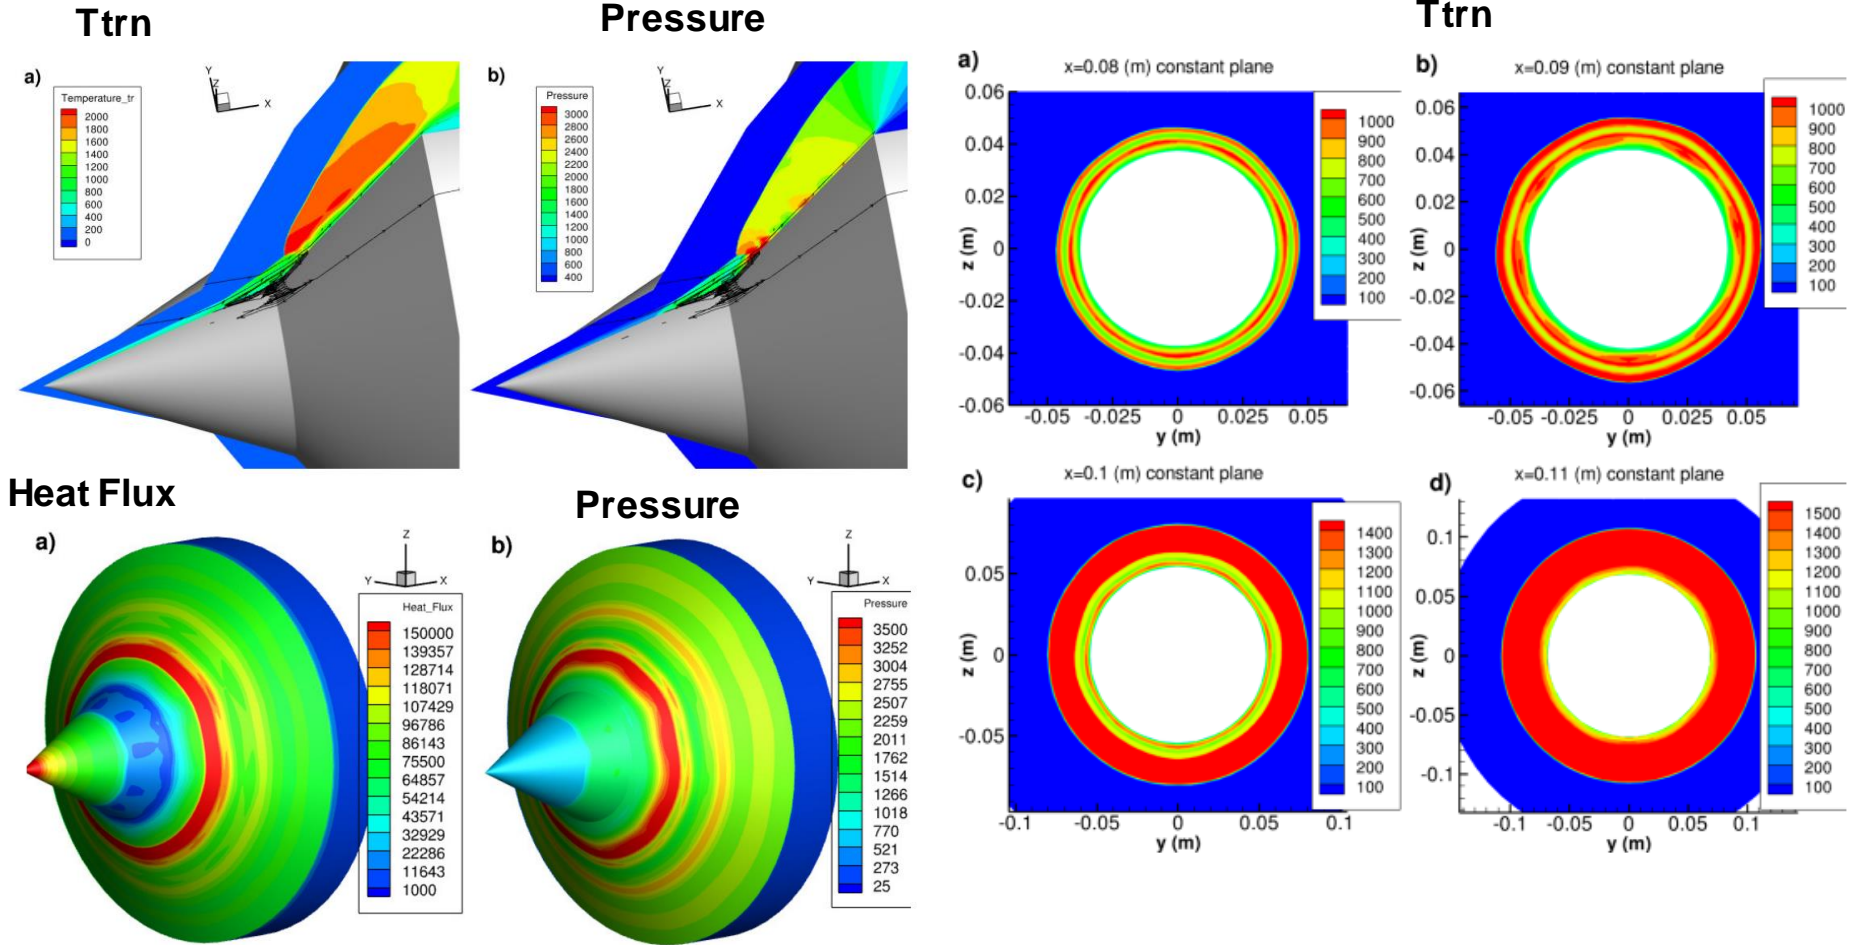 Ttrn
a)
Y
Z
X
Temperature_tr
2000
1800
1600
1400
1200
1000
800
600
400
200
0
Pressure
b)
Y
Z
X
Pressure
3000
2800
2600
2400
2200
2000
1800
1600
1400
1200
1000
800
600
400
Heat Flux
a)
Z
Y
X
Heat_Flux
150000
139357
128714
118071
107429
96786
86143
75500
64857
54214
43571
32929
22286
11643
1000
Pressure
b)
Z
Y
X
Pressure
3500
3252
3004
2755
2507
2259
2011
1762
1514
1266
1018
770
521
273
25
Ttrn
a)
x=0.08 (m) constant plane
0.06
0.04
0.02
0
-0.02
-0.04
-0.06
z (m)
-0.05 -0.025 0 0.025 0.05
y (m)
1000
900
800
700
600
500
400
300
200
100
b)
x=0.09 (m) constant plane
0.06
0.04
0.02
0
-0.02
-0.04
-0.06
z (m)
-0.05 -0.025 0 0.025 0.05
y (m)
1000
900
800
700
600
500
400
300
200
100
c)
x=0.1 (m) constant plane
0.05
0
-0.05
z (m)
-0.1 -0.05 0 0.05 0.1
y (m)
1400
1300
1200
1100
1000
900
800
700
600
500
400
300
200
100
d)
x=0.11 (m) constant plane
0.1
0.05
0
-0.05
-0.1
z (m)
-0.1 -0.05 0 0.05 0.1
y (m)
1500
1400
1300
1200
1100
1000
900
800
700
600
500
400
300
200
100